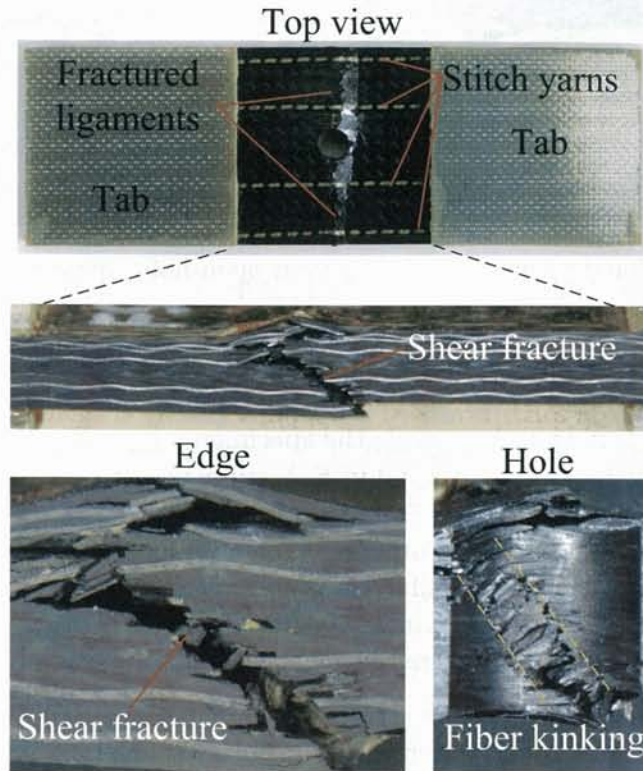 Top view
Fractured
ligaments
Stitch yarns
Tab
Tab
Shear fracture
Edge
Hole
Shear fracture
Fiber kinking